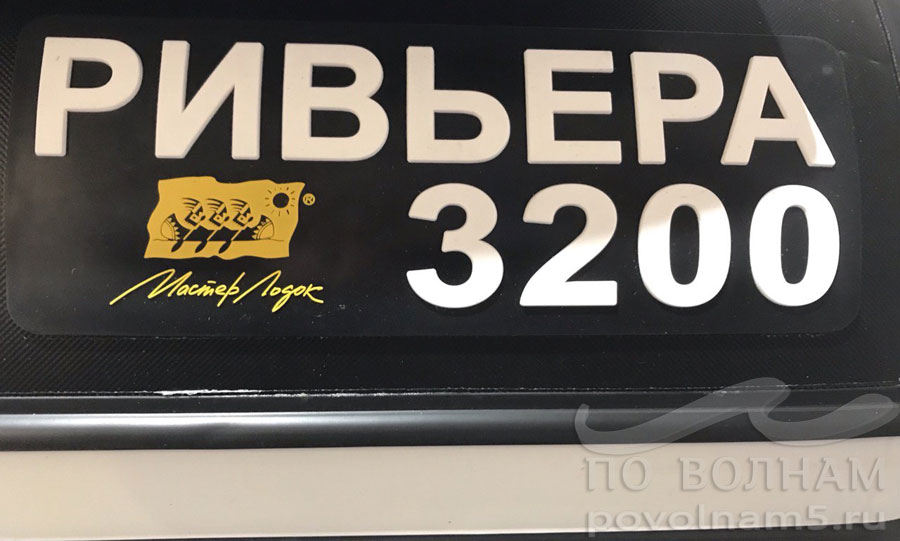 РИВЬЕРА
3200
®
Мастер Лодок
ПО ВОЛНАМ
povolnam5.ru